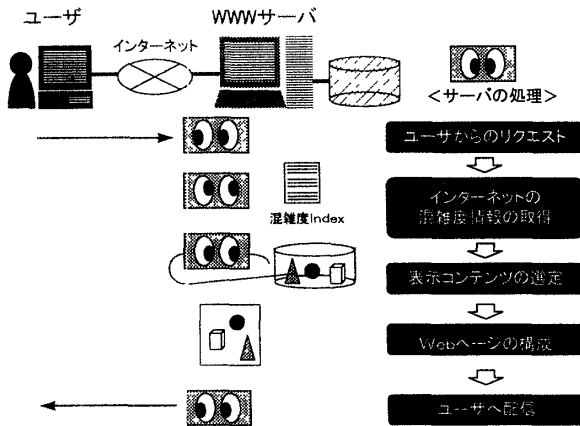 ユーザ
WWWサーバ
インターネット
<サーバの処理>
ユーザからのリクエスト
インターネットの
混雑度情報の取得
混雑度Index
表示コンテンツの選定
Webページの構成
ユーザへ配信